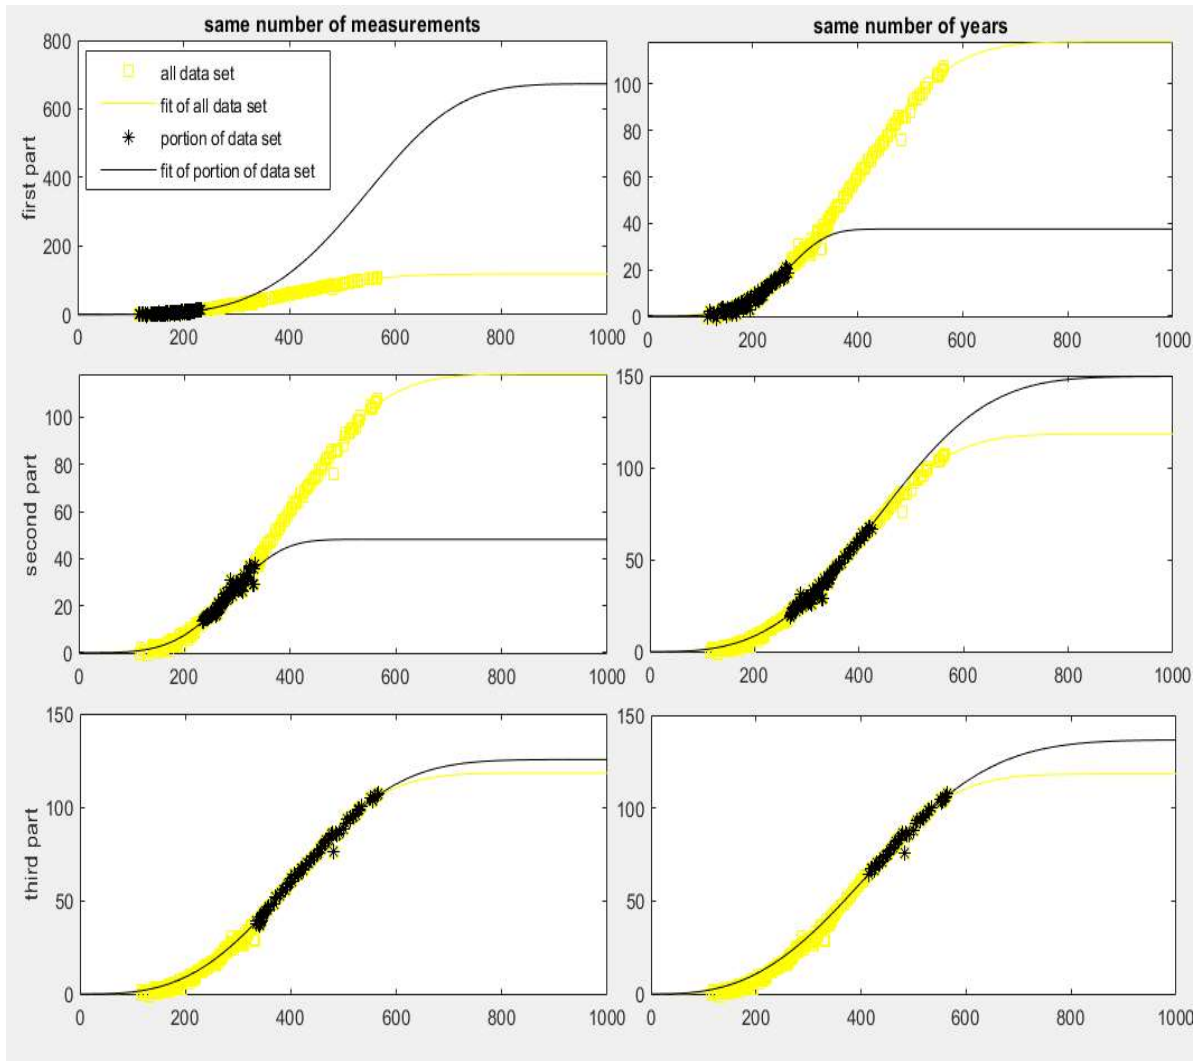 same number of measurements
same number of years
800
600
400
200
0
0 200 400 600 800 1000
all data set
fit of all data set
portion of data set
fit of portion of data set
first part
100
80
60
40
20
0
0 200 400 600 800 1000
second part
100
80
60
40
20
0
0 200 400 600 800 1000
150
100
50
0
0 200 400 600 800 1000
third part
150
100
50
0
0 200 400 600 800 1000
150
100
50
0
0 200 400 600 800 1000